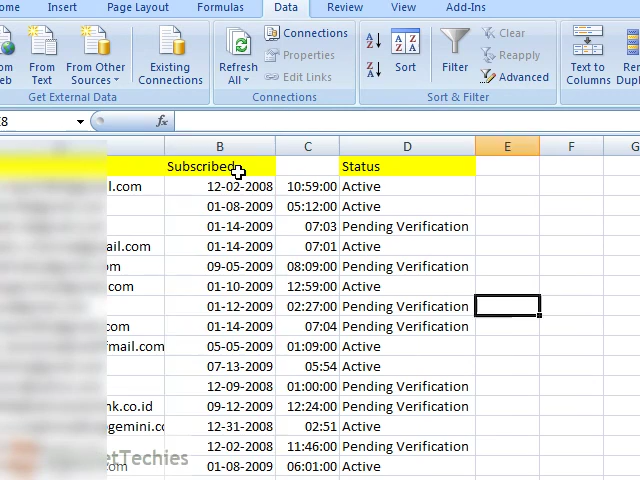 ome Insert Page Layout Formulas Data Review View Add-Ins
From From Other Existing Refresh Connections Sort Filter Clear Text to
eb Text Sources Connections All Properties Reapply Columns
Edit Links Advanced
Get External Data Connections Sort & Filter
fx
B C D E F G
Subscribed Status
l.com 12-02-2008 10:59:00 Active
01-08-2009 05:12:00 Active
01-14-2009 07:03 Pending Verification
ail.com 01-14-2009 07:01 Active
om 09-05-2009 08:09:00 Pending Verification
.com 01-10-2009 12:59:00 Active
01-12-2009 02:27:00 Pending Verification
.com 01-14-2009 07:04 Pending Verification
fmail.com 05-05-2009 01:09:00 Active
07-13-2009 05:54 Active
12-09-2008 01:00:00 Pending Verification
nk.co.id 09-12-2009 12:24:00 Pending Verification
gemini.co 12-31-2008 02:51 Active
12-02-2008 11:46:00 Pending Verification
.com 01-08-2009 06:01:00 Active